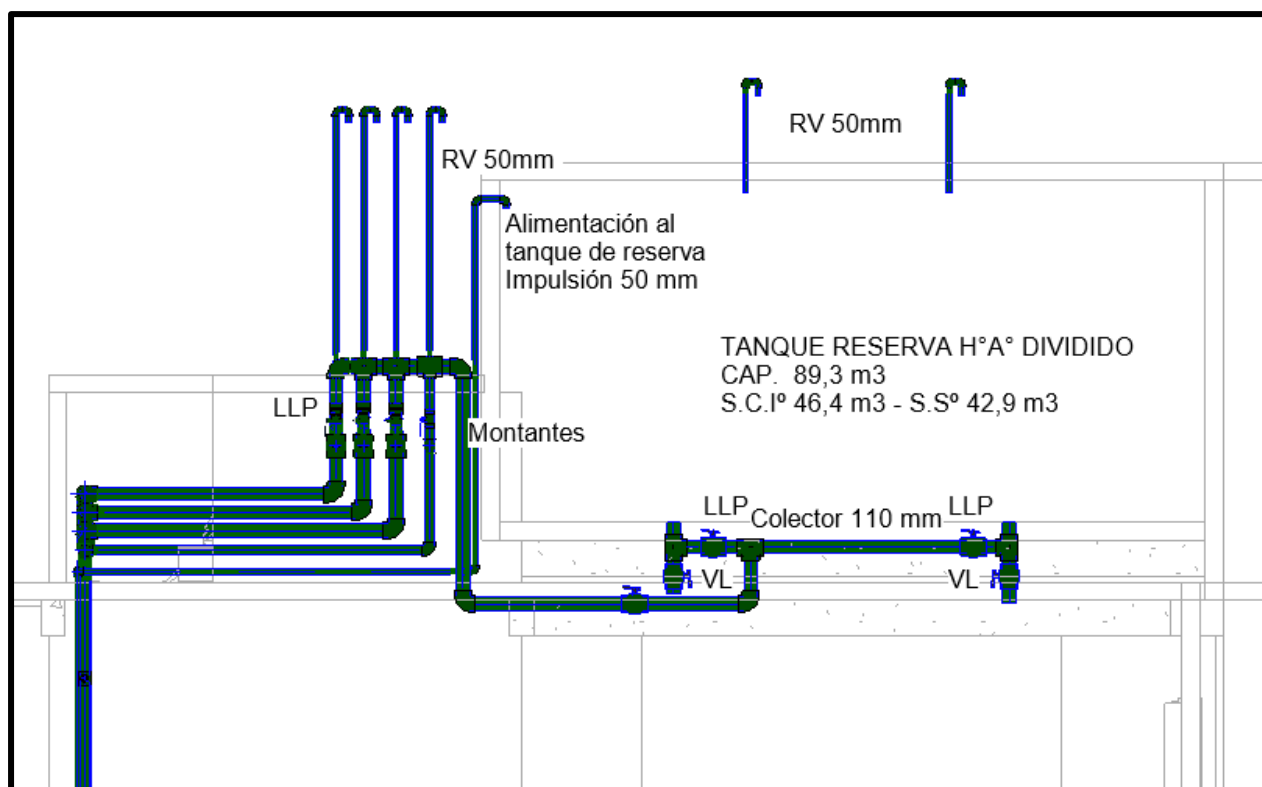 RV 50mm
RV 50mm
Alimentación al
tanque de reserva
Impulsión 50 mm
TANQUE RESERVA H°A° DIVIDIDO
CAP. 89,3 m3
S.C.Iº 46,4 m3 - S.Sº 42,9 m3
LLP
Montantes
LLP
Colector 110 mm
LLP
VL
VL